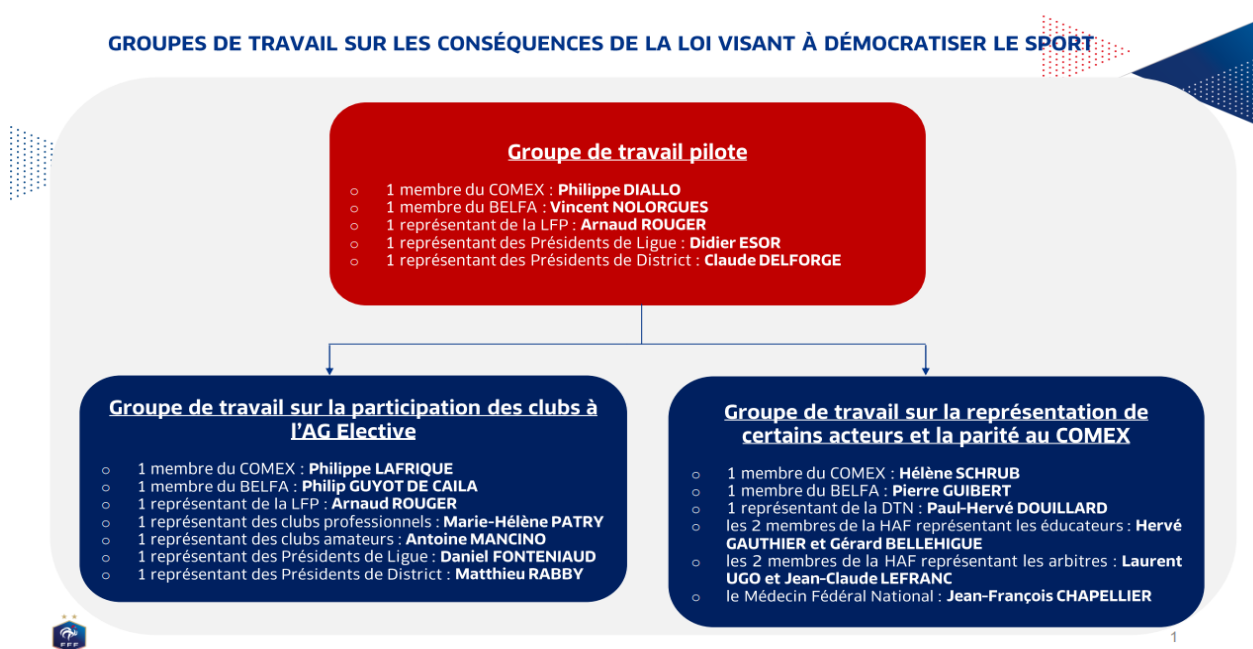 GROUPES DE TRAVAIL SUR LES CONSÉQUENCES DE LA LOI VISANT À DÉMOCRATISER LE SPORT
Groupe de travail pilote
o 1 membre du COMEX : Philippe DIALLO
o 1 membre du BELFA : Vincent NOLORGUES
o 1 représentant de la LFP : Arnaud ROUGER
o 1 représentant des Présidents de Ligue : Didier ESOR
o 1 représentant des Présidents de District : Claude DELFORGE
Groupe de travail sur la participation des clubs à
l'AG Elective
o 1 membre du COMEX : Philippe LAFRIQUE
o 1 membre du BELFA : Philip GUYOT DE CAILA
o 1 représentant de la LFP : Arnaud ROUGER
o 1 représentant des clubs professionnels : Marie-Hélène PATRY
o 1 représentant des clubs amateurs : Antoine MANCINO
o 1 représentant des Présidents de Ligue : Daniel FONTENIAUD
o 1 représentant des Présidents de District : Matthieu RABBY
Groupe de travail sur la représentation de
certains acteurs et la parité au COMEX
o 1 membre du COMEX : Hélène SCHRUB
o 1 membre du BELFA : Pierre GUIBERT
o 1 représentant de la DTN : Paul-Hervé DOUILLARD
o les 2 membres de la HAF représentant les éducateurs : Hervé
GAUTHIER et Gérard BELLEHIGUE
o les 2 membres de la HAF représentant les arbitres : Laurent
UGO et Jean-Claude LEFRANC
o le Médecin Fédéral National : Jean-François CHAPELLIER
FFF
1